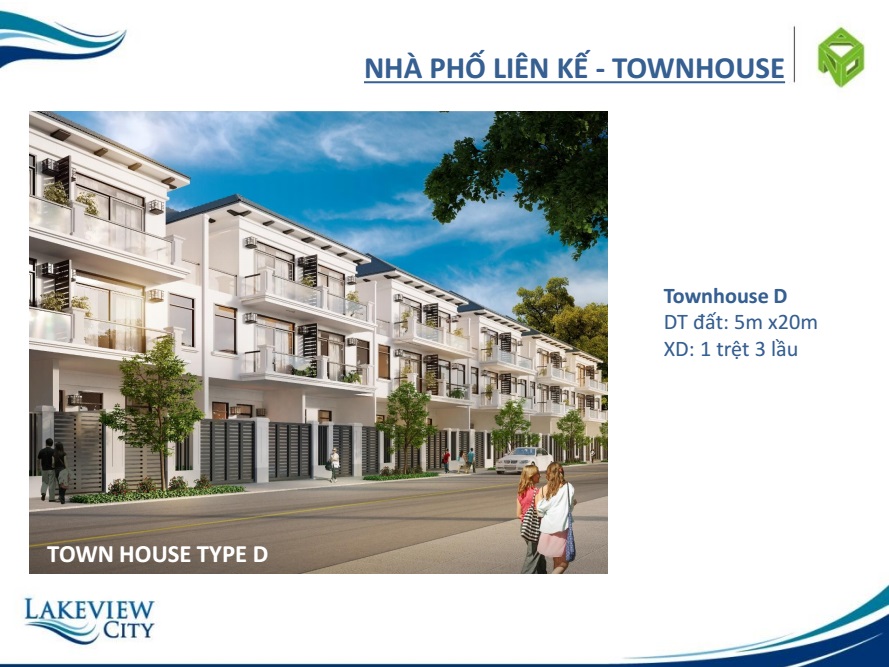 NHÀ PHỐ LIÊN KẾ - TOWNHOUSE
Townhouse D
DT đất: 5m x20m
XD: 1 trệt 3 lầu
TOWN HOUSE TYPE D
LAKEVIEW
CITY